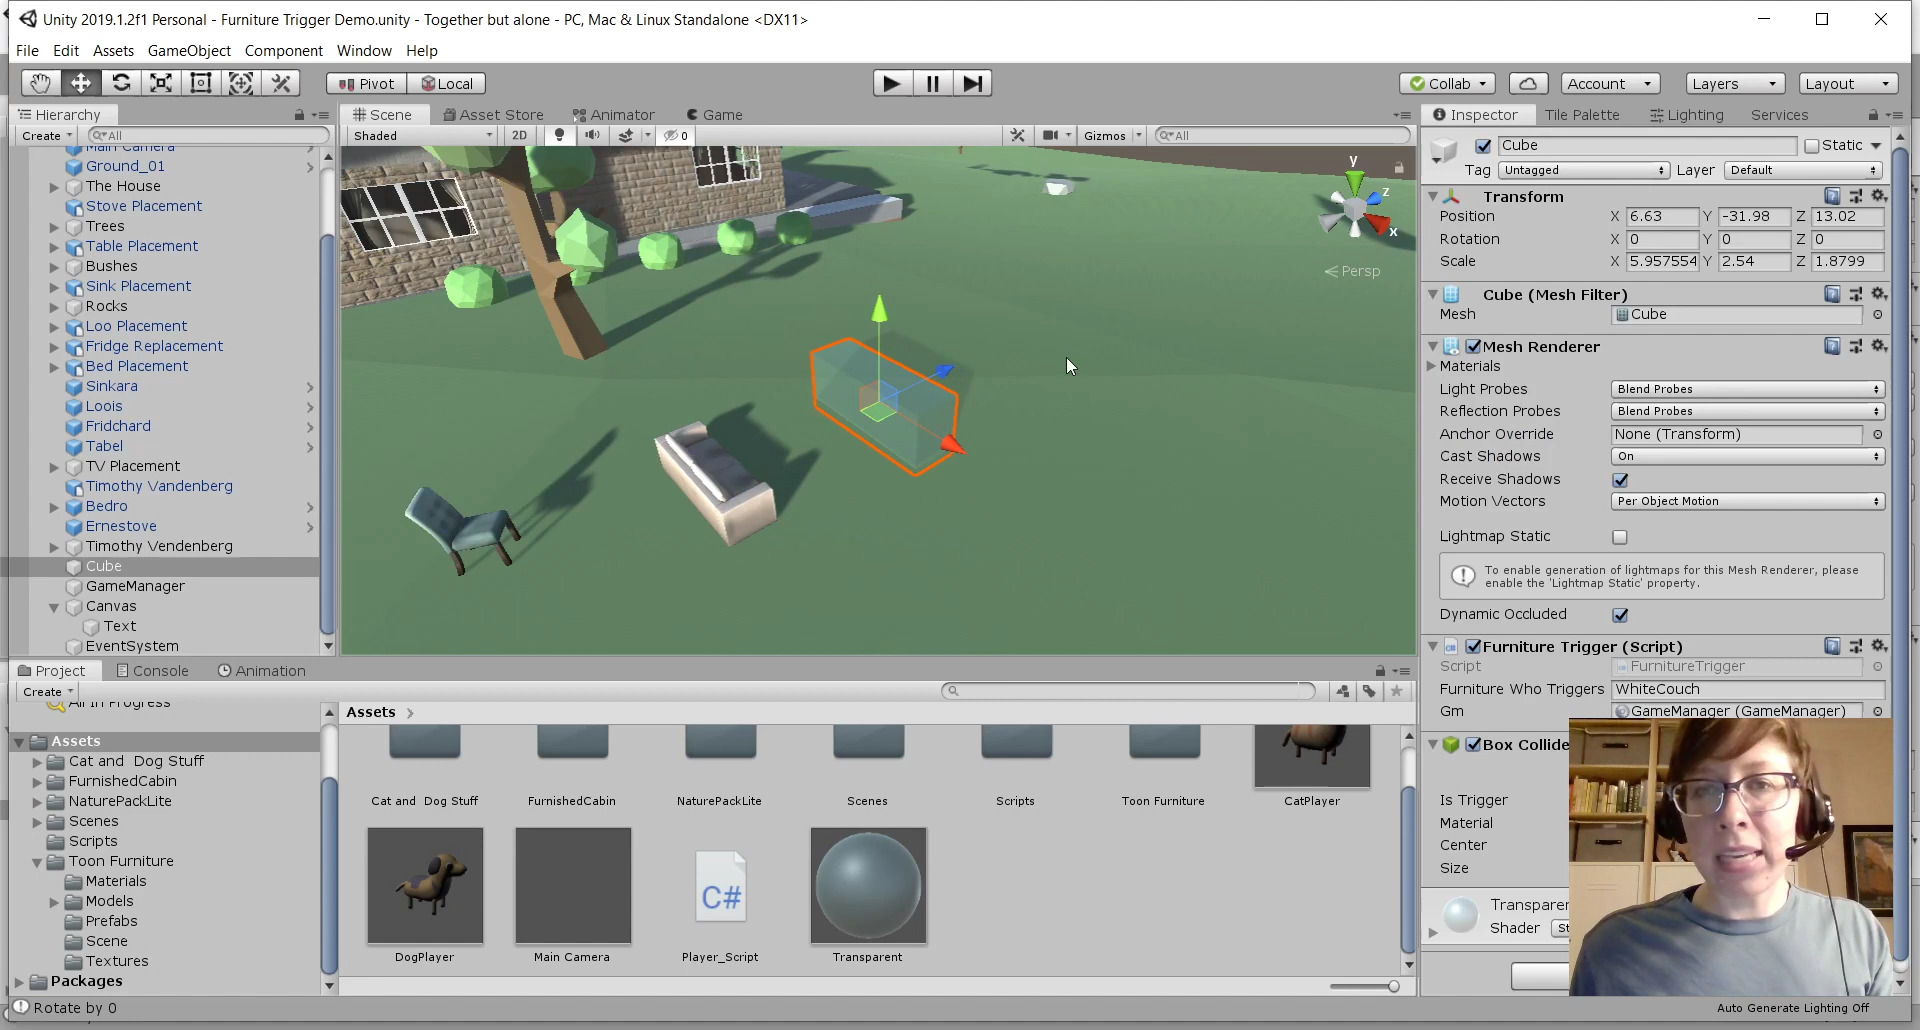 Unity 2019.1.2f1 Personal - Furniture Trigger Demo.unity - Together but alone - PC, Mac & Linux Standalone <DX11>
File Edit Assets GameObject Component Window Help
Pivot Local Collab Account Layers Layout
Hierarchy
Create All
Main Camera
Ground_01
The House
Stove Placement
Trees
Table Placement
Bushes
Sink Placement
Rocks
Loo Placement
Fridge Replacement
Bed Placement
Sinkara
Loois
Fridchard
Tabel
TV Placement
Timothy Vandenberg
Bedro
Ernestove
Timothy Vendenberg
Cube
GameManager
Canvas
Text
EventSystem
Scene Asset Store Animator Game
Shaded 2D 0 Gizmos All
y
z
x
Persp
Inspector Tile Palette Lighting Services
Cube Static
Tag Untagged Layer Default
Transform
Position X 6.63 Y -31.98 Z 13.02
Rotation X 0 Y 0 Z 0
Scale X 5.957554 Y 2.54 Z 1.8799
Cube (Mesh Filter)
Mesh Cube
Mesh Renderer
Materials
Light Probes Blend Probes
Reflection Probes Blend Probes
Anchor Override None (Transform)
Cast Shadows On
Receive Shadows
Motion Vectors Per Object Motion
Lightmap Static
To enable generation of lightmaps for this Mesh Renderer, please
enable the 'Lightmap Static' property.
Dynamic Occluded
Furniture Trigger (Script)
Script FurnitureTrigger
Furniture Who Triggers WhiteCouch
Gm GameManager (GameManager)
Box Collide
Is Trigger
Material
Center
Size
Transparer
Shader St
Project Console Animation
Create
All In Progress
Assets
Cat and Dog Stuff
FurnishedCabin
NaturePackLite
Scenes
Scripts
Toon Furniture
Materials
Models
Prefabs
Scene
Textures
Packages
Assets
Cat and Dog Stuff FurnishedCabin NaturePackLite Scenes Scripts Toon Furniture CatPlayer
C#
DogPlayer Main Camera Player_Script Transparent
Rotate by 0
Auto Generate Lighting Off